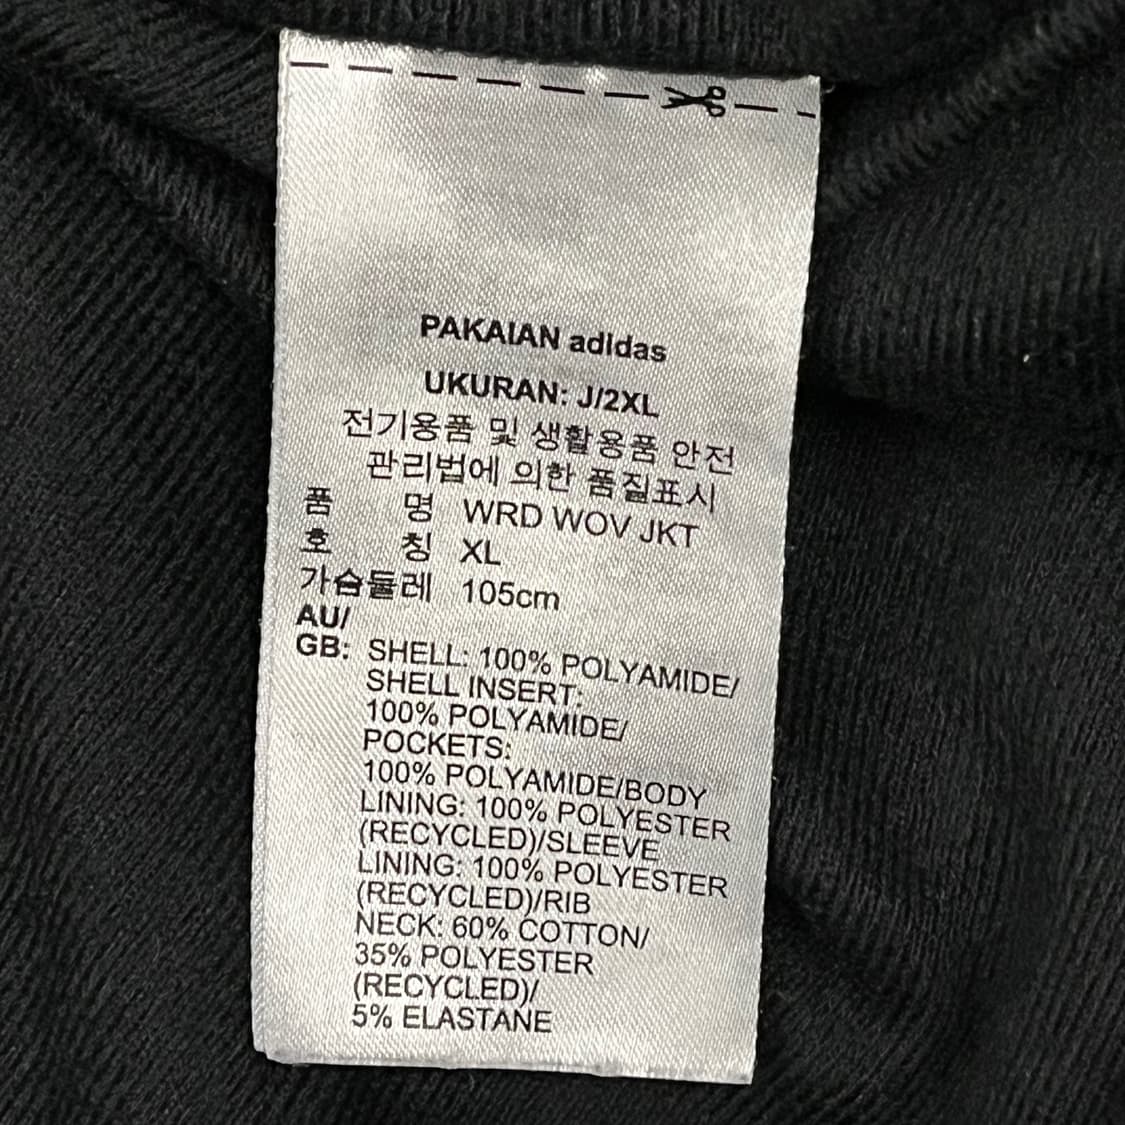 PAKAIAN adidas
UKURAN: J/2XL
전기용품 및 생활용품 안전
관리법에 의한 품질표시
품 명 WRD WOV JKT
호 칭 XL
가슴둘레 105cm
AU/
GB: SHELL: 100% POLYAMIDE/
SHELL INSERT:
100% POLYAMIDE/
POCKETS:
100% POLYAMIDE/BODY
LINING: 100% POLYESTER
(RECYCLED)/SLEEVE
LINING: 100% POLYESTER
(RECYCLED)/RIB
NECK: 60% COTTON/
35% POLYESTER
(RECYCLED)/
5% ELASTANE